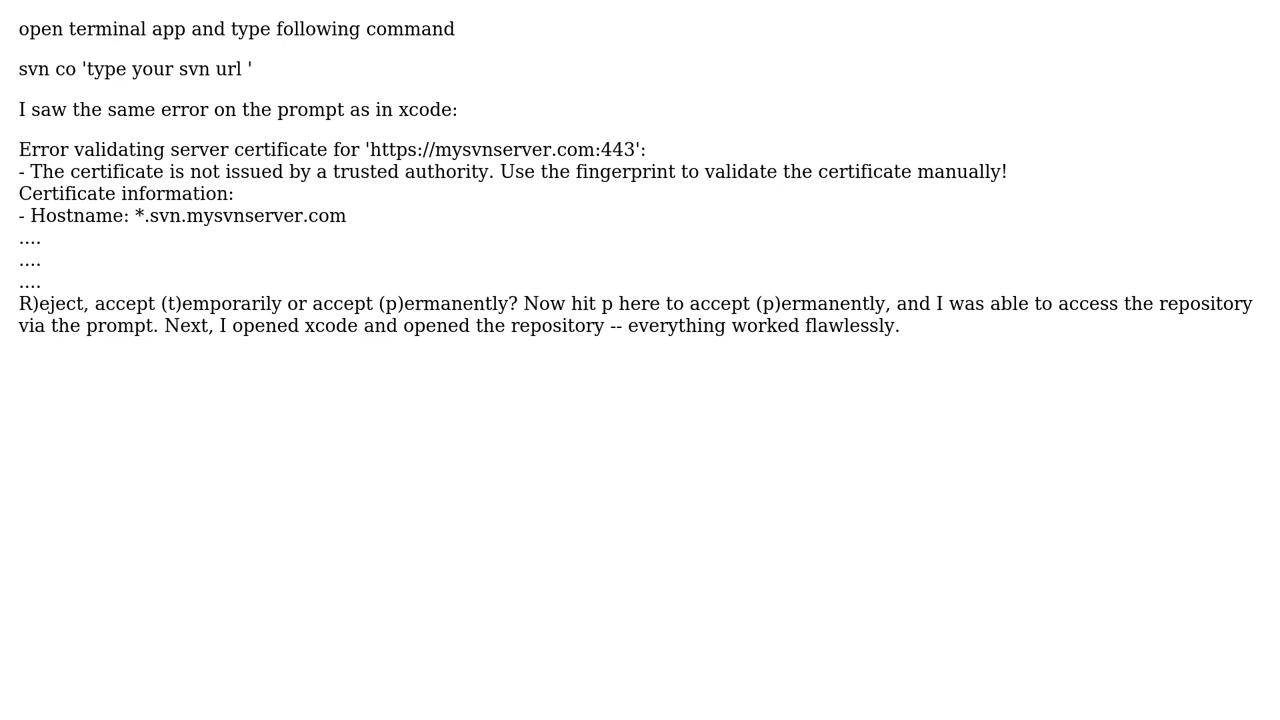 open terminal app and type following command
svn co 'type your svn url '
I saw the same error on the prompt as in xcode:
Error validating server certificate for 'https://mysvnserver.com:443':
- The certificate is not issued by a trusted authority. Use the fingerprint to validate the certificate manually!
Certificate information:
- Hostname: *.svn.mysvnserver.com
....
....
....
R)eject, accept (t)emporarily or accept (p)ermanently? Now hit p here to accept (p)ermanently, and I was able to access the repository
via the prompt. Next, I opened xcode and opened the repository -- everything worked flawlessly.